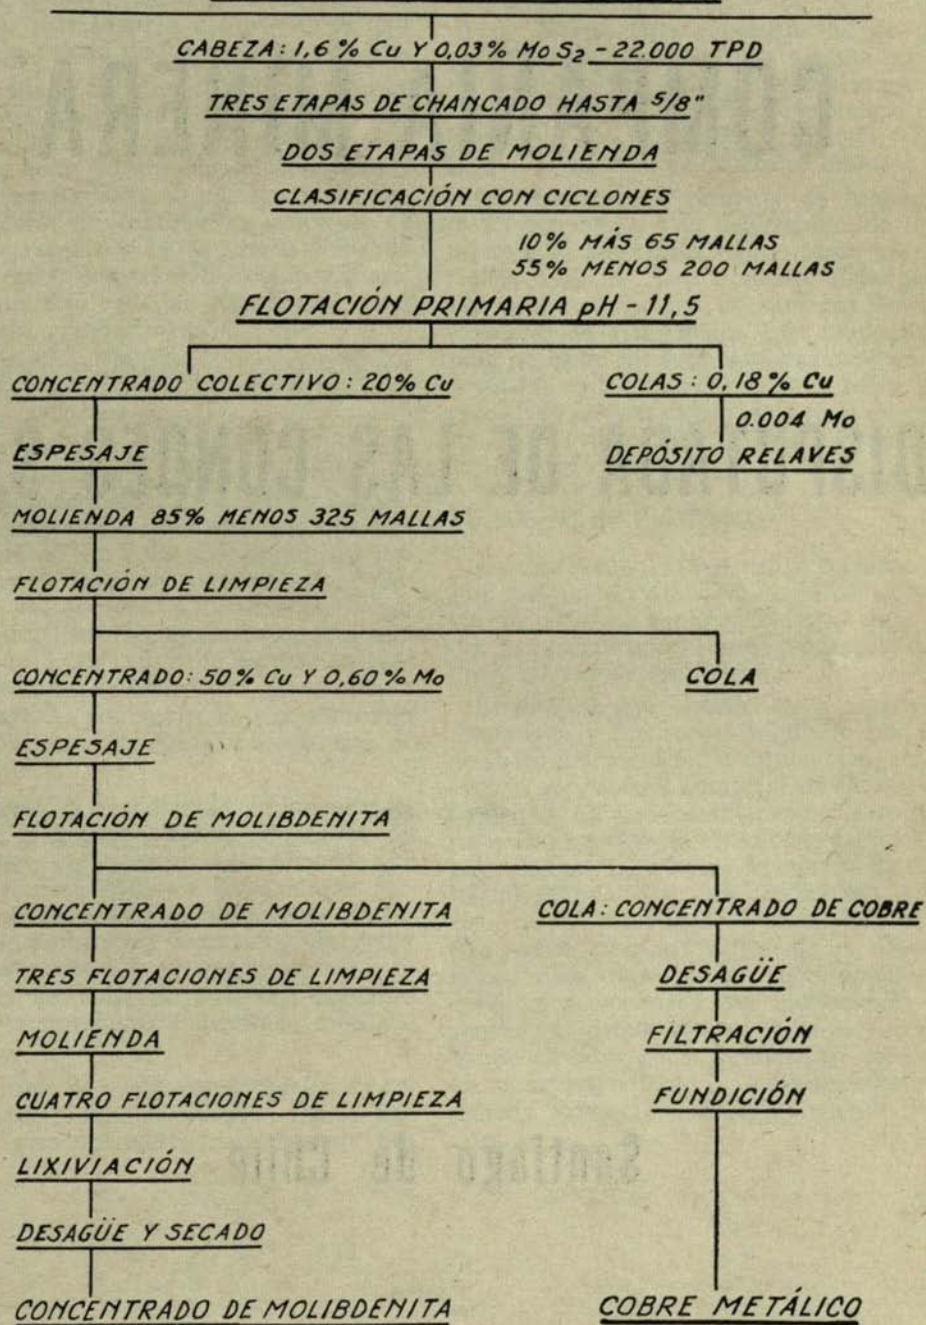 CABEZA: 1,6 % Cu Y 0,03% MoS₂ - 22.000 TPD
TRES ETAPAS DE CHANCADO HASTA 5/8"
DOS ETAPAS DE MOLIENDA
CLASIFICACIÓN CON CICLONES
10% MÁS 65 MALLAS
55% MENOS 200 MALLAS
FLOTACIÓN PRIMARIA pH - 11,5
CONCENTRADO COLECTIVO: 20% Cu
COLAS: 0,18% Cu
0.004 Mo
ESPESAJE
DEPÓSITO RELAVES
MOLIENDA 85% MENOS 325 MALLAS
FLOTACIÓN DE LIMPIEZA
CONCENTRADO: 50% Cu Y 0,60% Mo
COLA
ESPESAJE
FLOTACIÓN DE MOLIBDENITA
CONCENTRADO DE MOLIBDENITA
COLA: CONCENTRADO DE COBRE
TRES FLOTACIONES DE LIMPIEZA
DESAGÜE
MOLIENDA
FILTRACIÓN
CUATRO FLOTACIONES DE LIMPIEZA
FUNDICIÓN
LIXIVIACIÓN
DESAGÜE Y SECADO
CONCENTRADO DE MOLIBDENITA
COBRE METÁLICO
Santiago de Chile